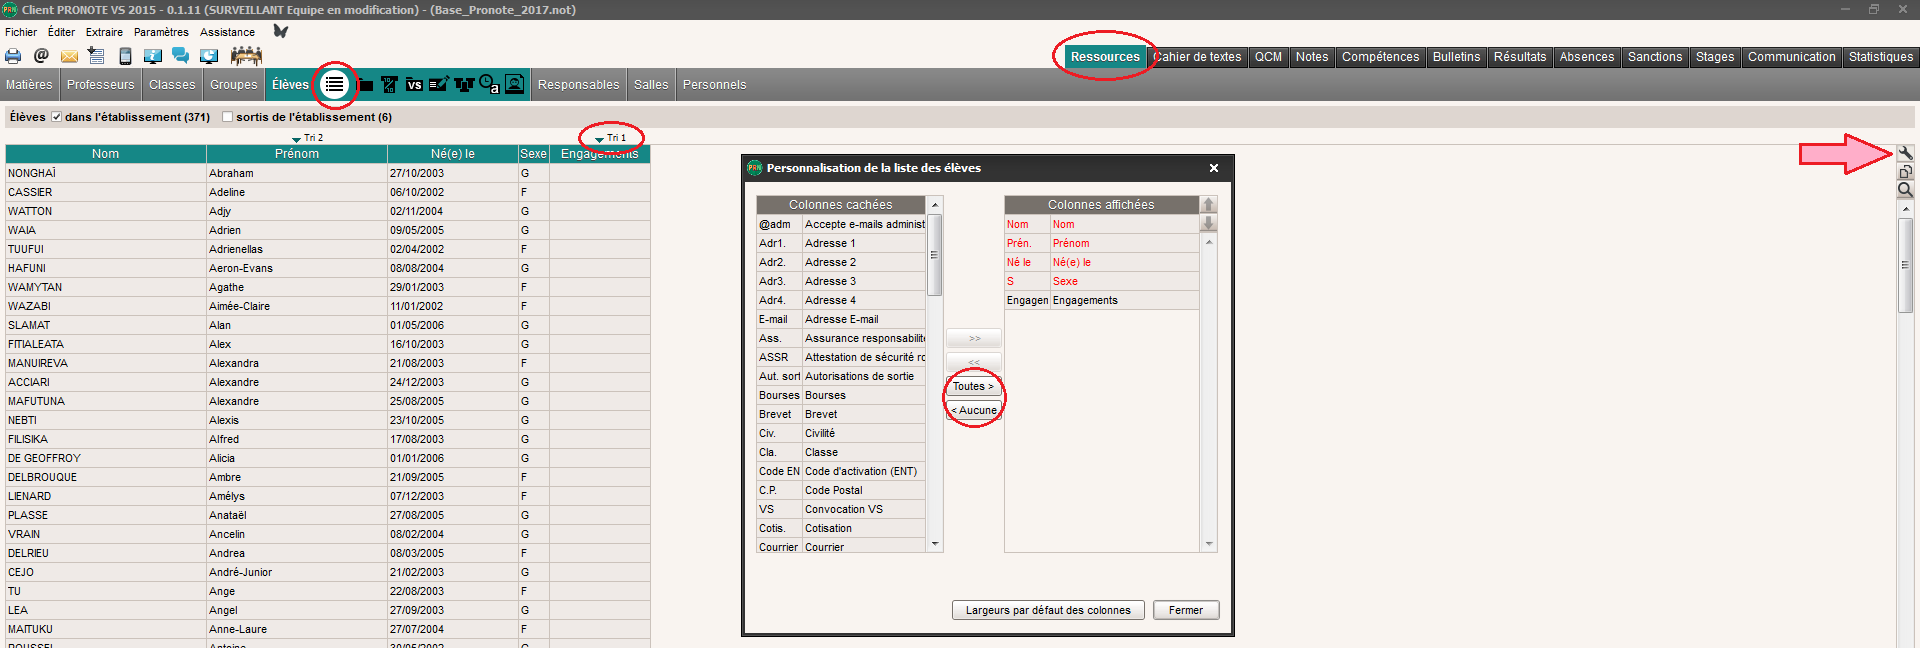 Client PRONOTE VS 2015 - 0.1.11 (SURVEILLANT Equipe en modification) - (Base_Pronote_2017.not)
Fichier Éditer Extraire Paramètres Assistance
Ressources Cahier de textes QCM Notes Compétences Bulletins Résultats Absences Sanctions Stages Communication Statistiques
Matières Professeurs Classes Groupes Élèves VS Responsables Salles Personnels
Élèves dans l'établissement (371) sortis de l'établissement (6)
Tri 2 Tri 1
Nom Prénom Né(e) le Sexe Engagements
NONGHAÏ Abraham 27/10/2003 G
CASSIER Adeline 06/10/2002 F
WATTON Adjy 02/11/2004 G
WAIA Adrien 09/05/2005 G
TUUFUI Adrienellas 02/04/2002 F
HAFUNI Aeron-Evans 08/08/2004 G
WAMYTAN Agathe 29/01/2003 F
WAZABI Aimée-Claire 11/01/2002 F
SLAMAT Alan 01/05/2006 G
FITIALEATA Alex 16/10/2003 G
MANUIREVA Alexandra 21/08/2003 F
ACCIARI Alexandre 24/12/2003 G
MAFUTUNA Alexandre 25/08/2005 G
NEBTI Alexis 23/10/2005 G
FILISIKA Alfred 17/08/2003 G
DE GEOFFROY Alicia 01/01/2006 G
DELBROUQUE Ambre 21/09/2005 F
LIENARD Amélys 07/12/2003 F
PLASSE Anataël 27/08/2005 G
VRAIN Ancelin 08/02/2004 G
DELRIEU Andrea 08/03/2005 F
CEJO André-Junior 21/02/2003 G
TU Ange 22/08/2003 F
LEA Angel 27/09/2003 G
MAITUKU Anne-Laure 27/07/2004 F
Personnalisation de la liste des élèves
Colonnes cachées
@adm Accepte e-mails administ
Adr1. Adresse 1
Adr2. Adresse 2
Adr3. Adresse 3
Adr4. Adresse 4
E-mail Adresse E-mail
Ass. Assurance responsabilité
ASSR Attestation de sécurité ro
Aut. sort Autorisations de sortie
Bourses Bourses
Brevet Brevet
Civ. Civilité
Cla. Classe
Code EN Code d'activation (ENT)
C.P. Code Postal
VS Convocation VS
Cotis. Cotisation
Courrier Courrier
>>
<<
Toutes >
< Aucune
Colonnes affichées
Nom Nom
Prén. Prénom
Né le Né(e) le
S Sexe
Engagen Engagements
Largeurs par défaut des colonnes Fermer